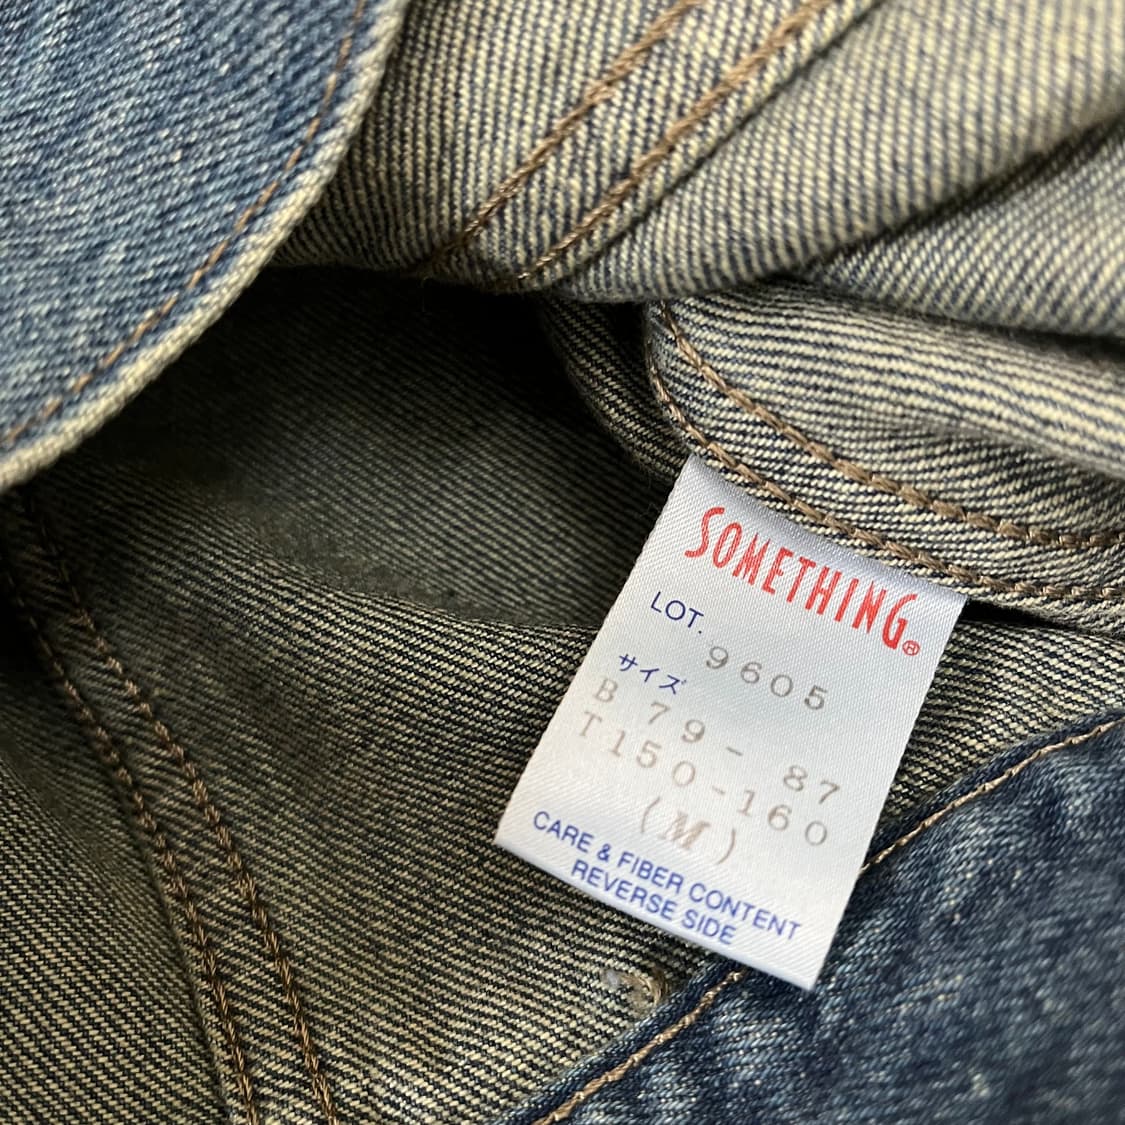 SOMETHING®
LOT. 9605
サイズ
B 79 - 87
T150-160
(M)
CARE & FIBER CONTENT
REVERSE SIDE